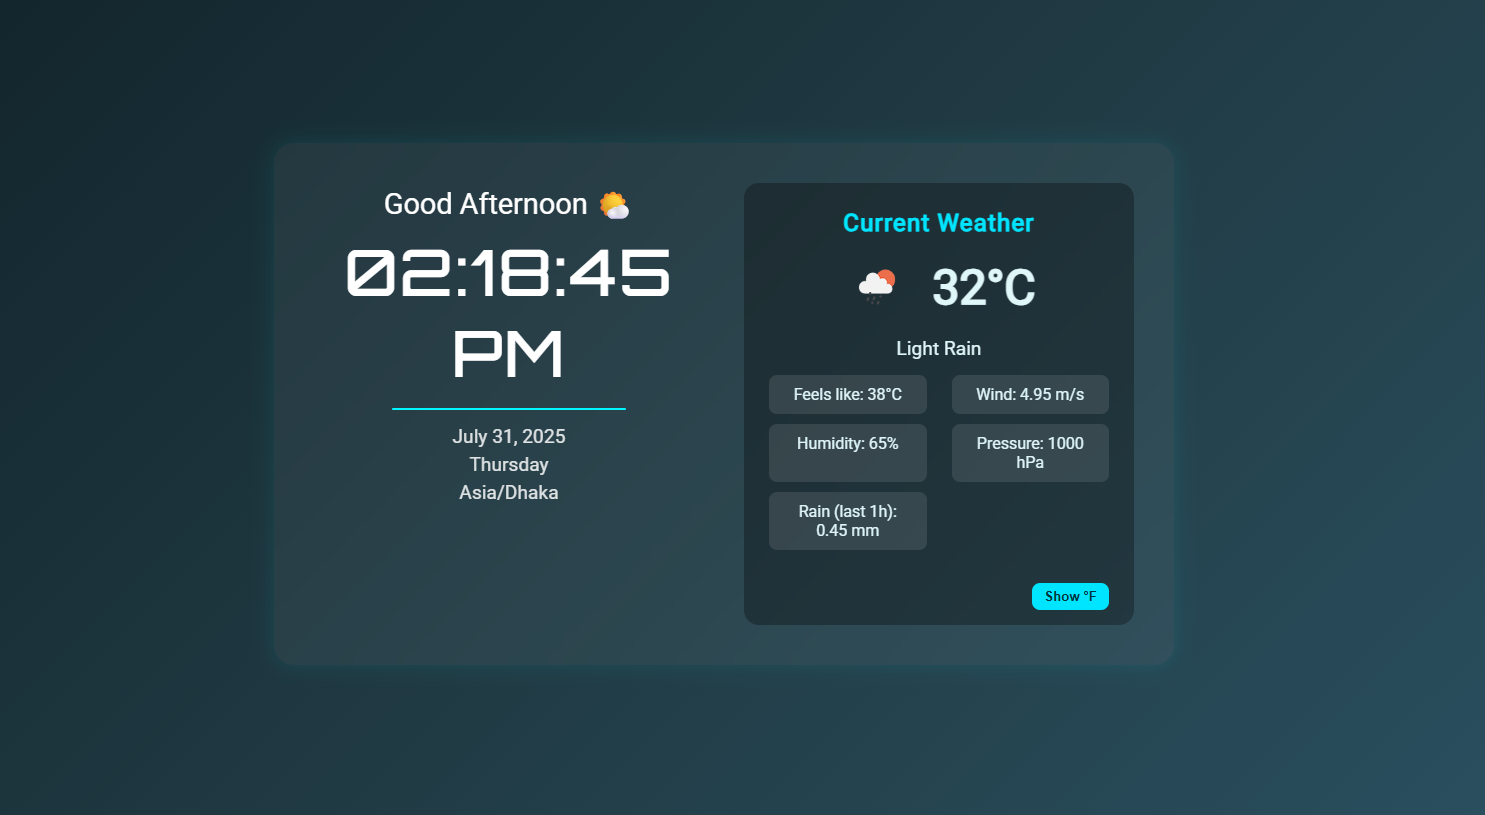 Good Afternoon
02:18:45
PM
July 31, 2025
Thursday
Asia/Dhaka
Current Weather
32°C
Light Rain
Feels like: 38°C
Wind: 4.95 m/s
Humidity: 65%
Pressure: 1000
hPa
Rain (last 1h):
0.45 mm
Show °F